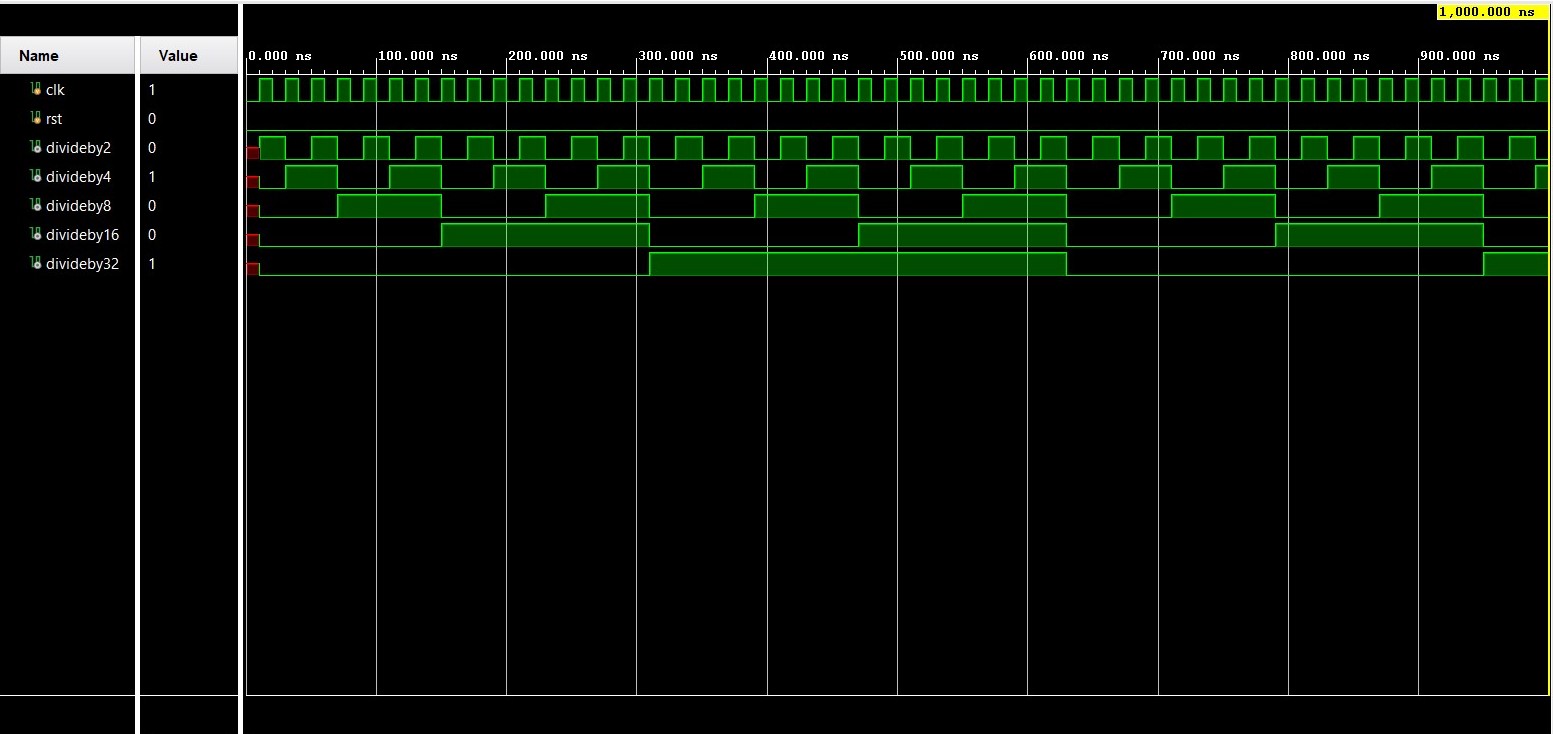 1,000.000 ns
Name Value
0.000 ns 100.000 ns 200.000 ns 300.000 ns 400.000 ns 500.000 ns 600.000 ns 700.000 ns 800.000 ns 900.000 ns
clk 1
rst 0
divideby2 0
divideby4 1
divideby8 0
divideby16 0
divideby32 1